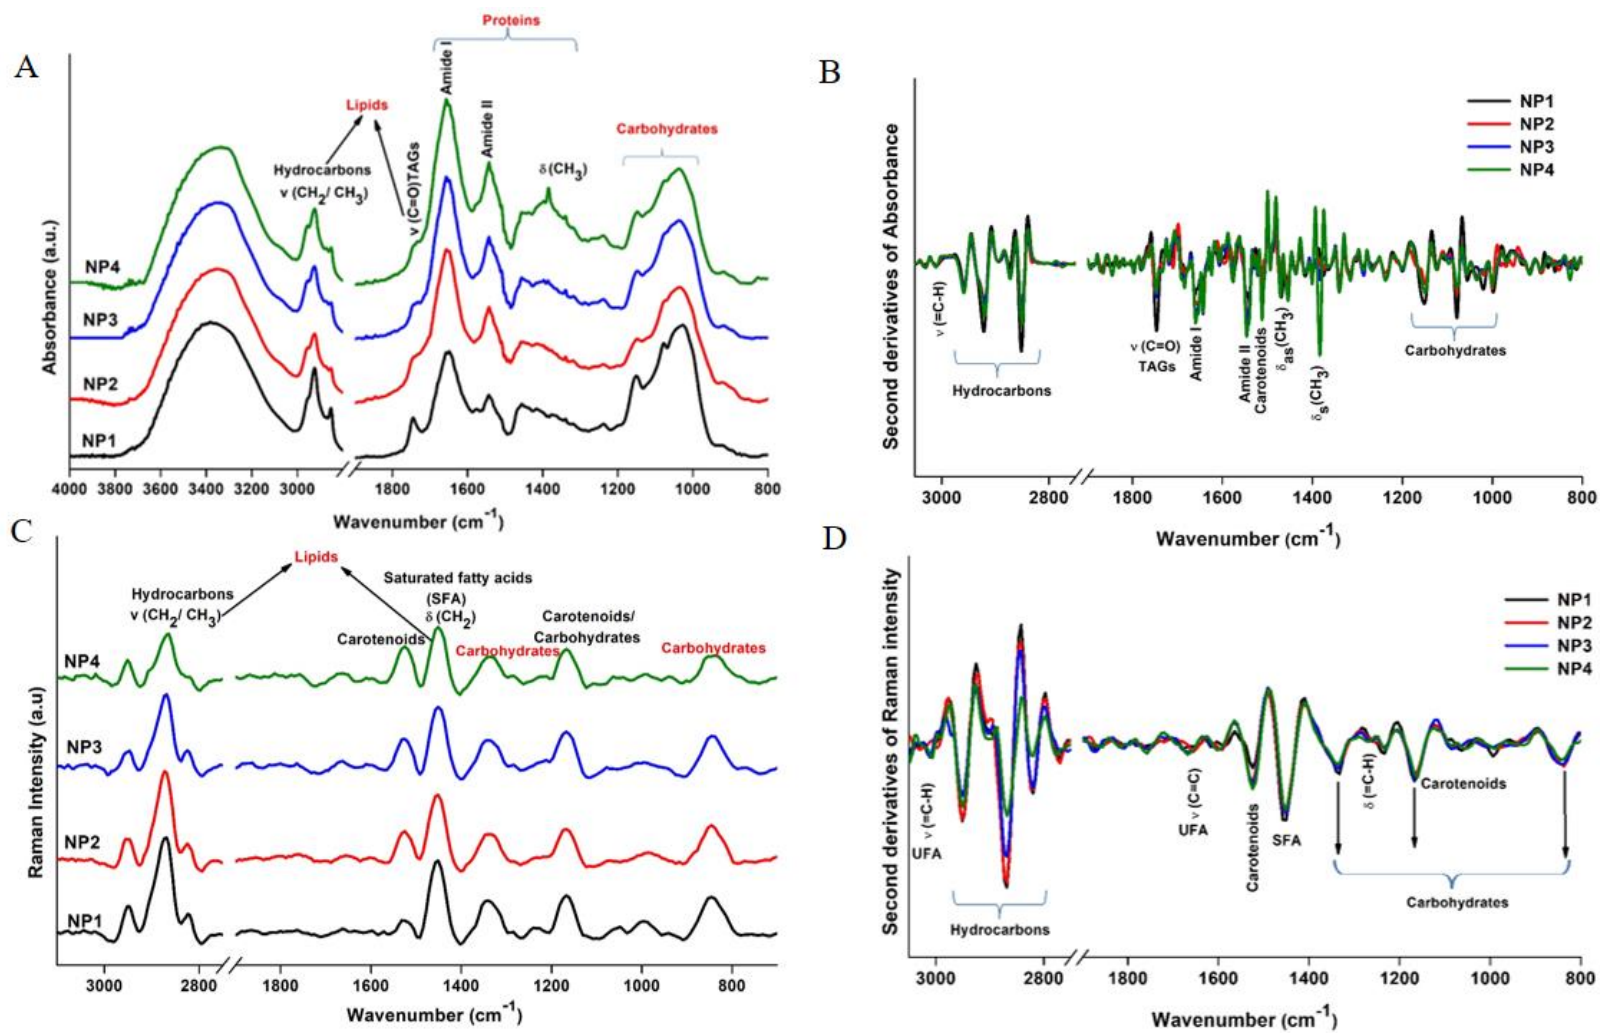 A
Proteins
Lipids
Amide I
Amide II
Carbohydrates
Hydrocarbons
ν (CH2/ CH3)
ν (C=O)TAGs
δ (CH3)
NP4
NP3
NP2
NP1
Absorbance (a.u.)
4000 3800 3600 3400 3200 3000 1800 1600 1400 1200 1000 800
Wavenumber (cm-1)
B
NP1
NP2
NP3
NP4
Second derivatives of Absorbance
ν (=C-H)
Hydrocarbons
ν (C=O)
TAGs
Amide I
Amide II
Carotenoids
δas(CH3)
δs(CH3)
Carbohydrates
3000 2800 1800 1600 1400 1200 1000 800
Wavenumber (cm-1)
C
Lipids
Hydrocarbons
ν (CH2/ CH3)
Saturated fatty acids
(SFA)
δ (CH2)
Carotenoids
Carbohydrates
Carotenoids/
Carbohydrates
Carbohydrates
NP4
NP3
NP2
NP1
Raman Intensity (a.u)
3000 2800 1800 1600 1400 1200 1000 800
Wavenumber (cm-1)
D
NP1
NP2
NP3
NP4
Second derivatives of Raman intensity
ν (=C-H)
UFA
Hydrocarbons
ν (C=C)
UFA
Carotenoids
SFA
δ (=C-H)
Carotenoids
Carbohydrates
3000 2800 1800 1600 1400 1200 1000 800
Wavenumber (cm-1)